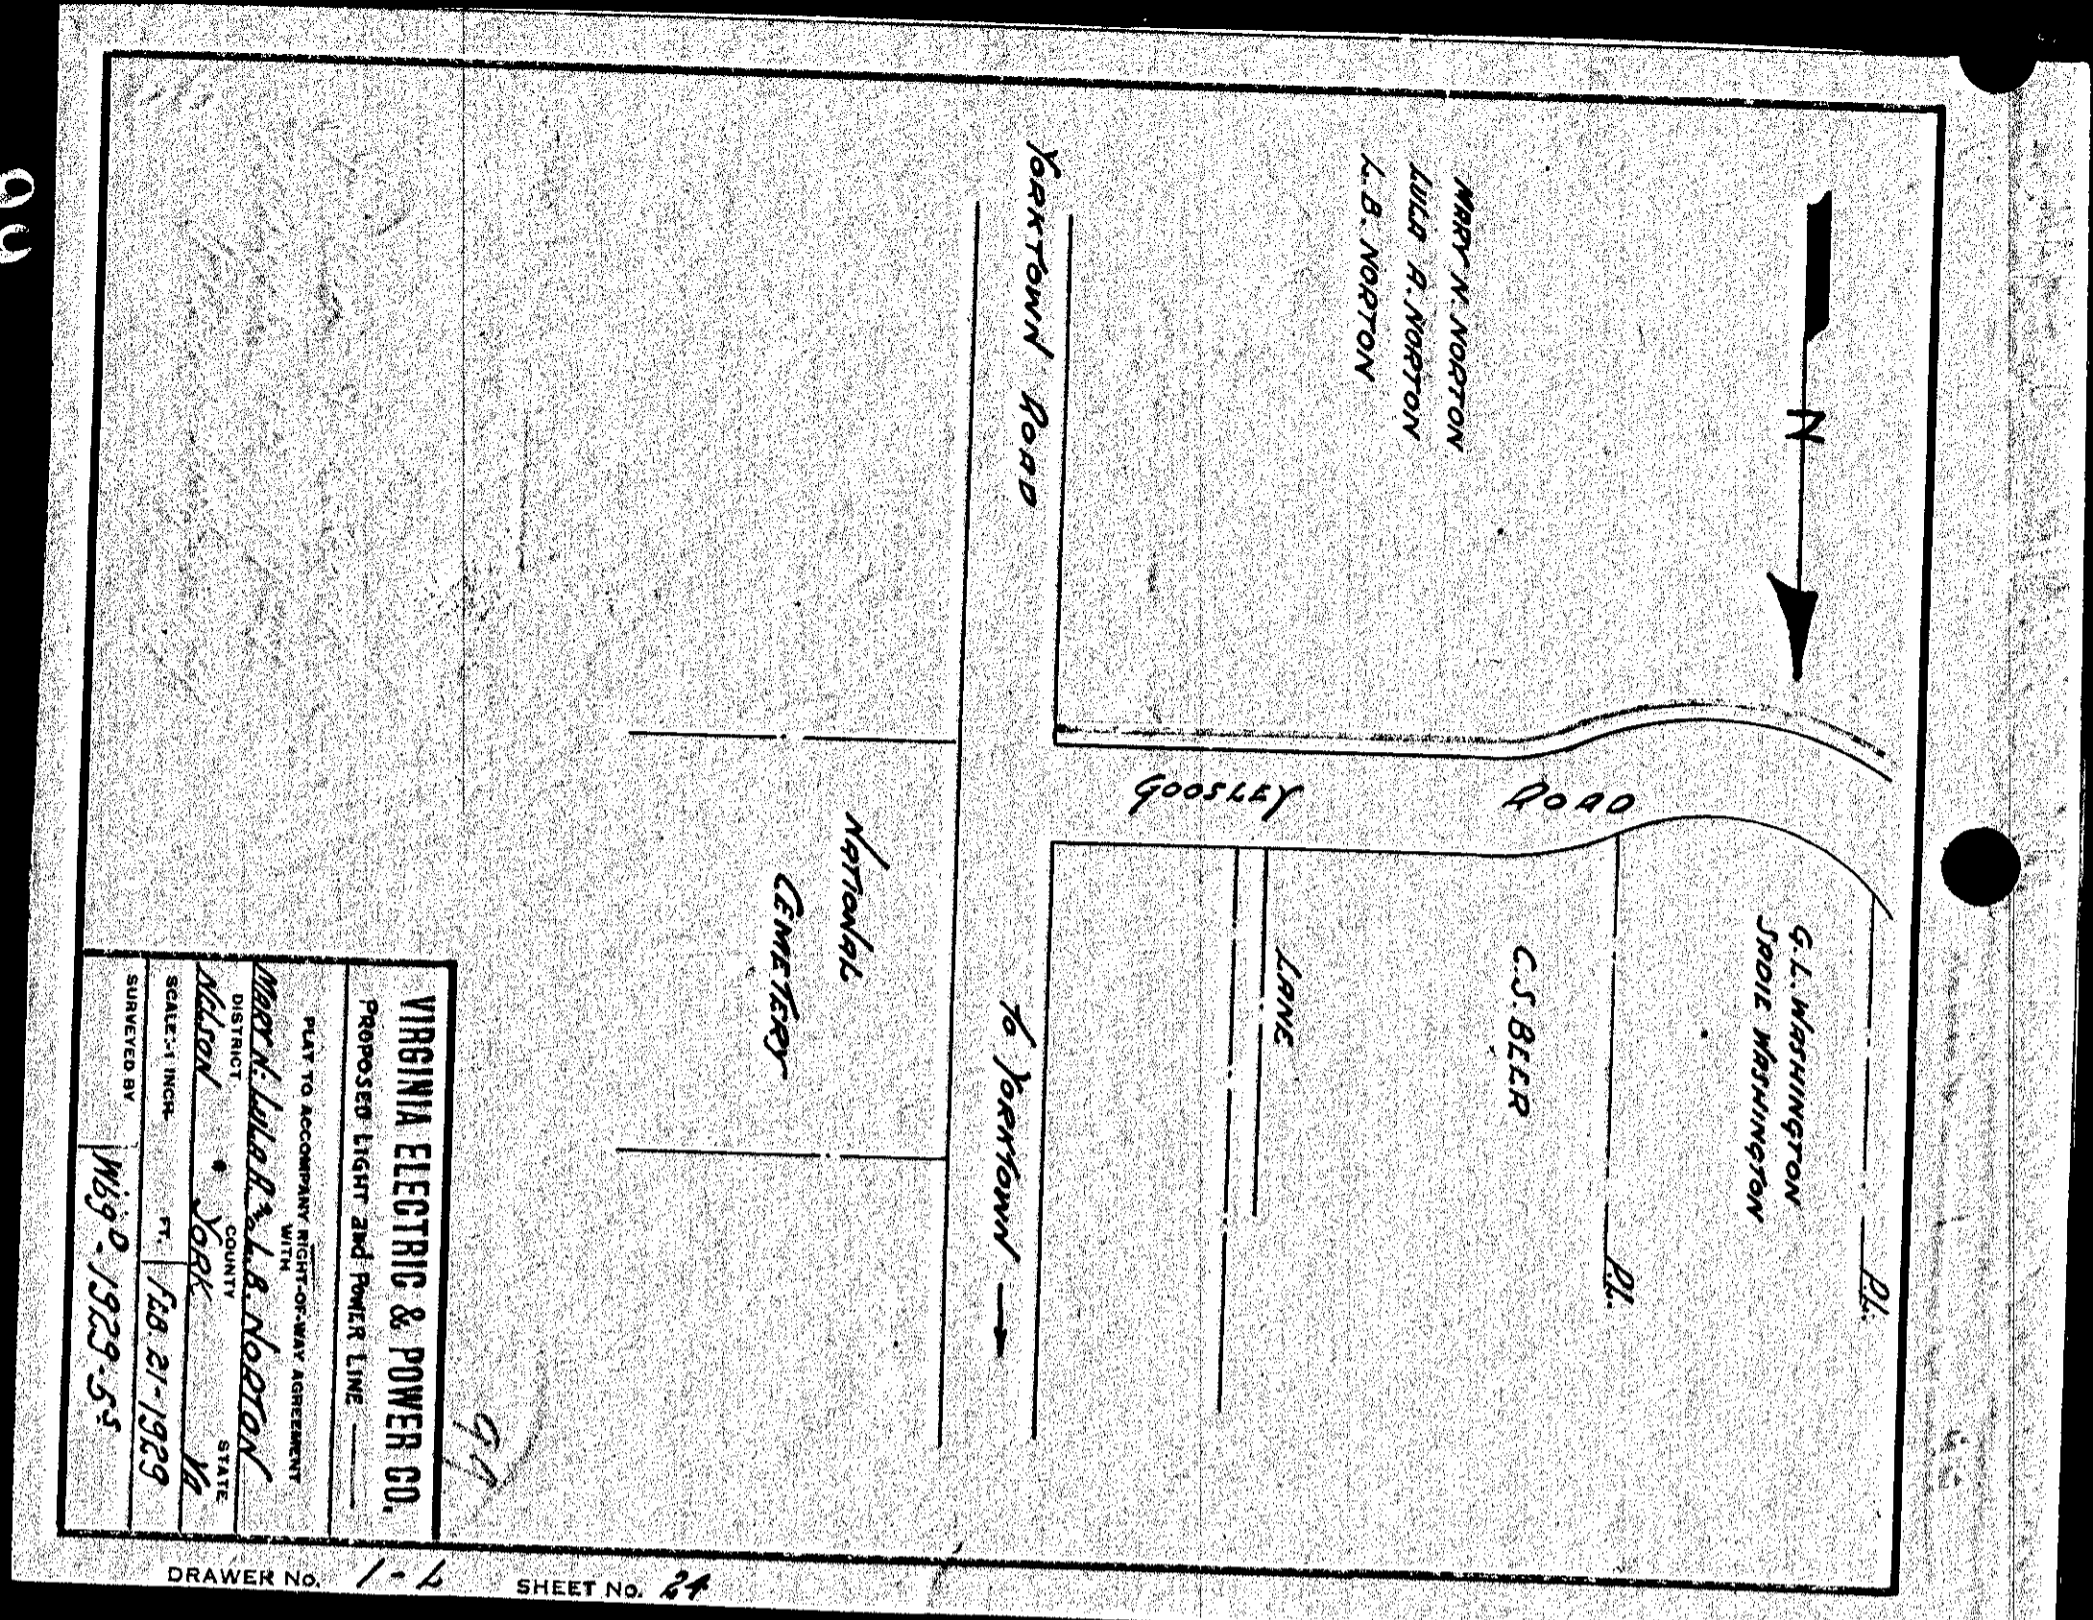 N
G.L. WASHINGTON
SADIE WASHINGTON
P.L.
P.L.
C.S. BEER
MARY N. NORTON
LULA A. NORTON
L.B. NORTON
GOOSLEY ROAD
LANE
YORKTOWN ROAD
TO YORKTOWN
NATIONAL
CEMETERY
VIRGINIA ELECTRIC & POWER CO.
PROPOSED LIGHT and POWER LINE
PLAT TO ACCOMPANY RIGHT-OF-WAY AGREEMENT
WITH
MARY N. LULA A. L.B. NORTON
DISTRICT COUNTY STATE
NELSON YORK Va
SCALE:-1 INCH- FT. FEB. 21-1929
SURVEYED BY 1929-55
DRAWER No. 1-L SHEET No. 24
99